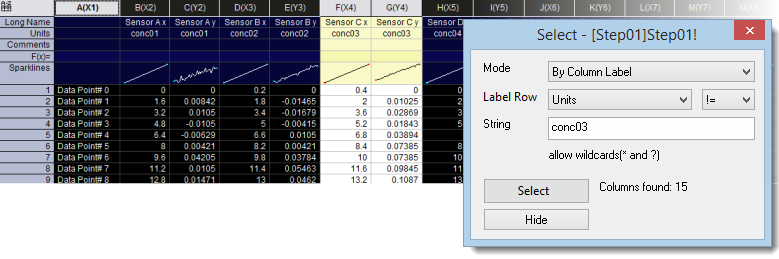 A(X1) B(X2) C(Y2) D(X3) E(Y3) F(X4) G(Y4) H(X5) I(Y5) J(X6) K(Y6) L(X7) M(Y7)
Long Name Sensor A x Sensor A y Sensor B x Sensor B y Sensor C x Sensor C y Sensor D
Units conc01 conc01 conc02 conc02 conc03 conc03 conc04
Comments
F(x)=
Sparklines
1 Data Point# 0 0 0 0.2 0 0.4 0
2 Data Point# 1 1.6 0.00842 1.8 -0.01465 2 0.01025
3 Data Point# 2 3.2 0.0105 3.4 -0.01679 3.6 0.02869
4 Data Point# 3 4.8 -0.0105 5 -0.00415 5.2 0.01843
5 Data Point# 4 6.4 -0.00629 6.6 0.0105 6.8 0.03894
6 Data Point# 5 8 0.00421 8.2 0.00421 8.4 0.07385
7 Data Point# 6 9.6 0.04205 9.8 0.03784 10 0.07385
8 Data Point# 7 11.2 0.0105 11.4 0.05463 11.6 0.09845
9 Data Point# 8 12.8 0.01471 13 0.0462 13.2 0.1087
Select - [Step01]Step01!
Mode By Column Label
Label Row Units !=
String conc03
allow wildcards(* and ?)
Select Columns found: 15
Hide